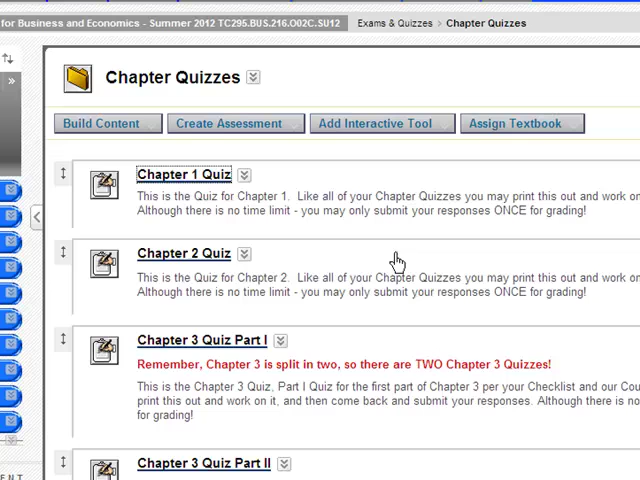 for Business and Economics - Summer 2012 TC295.BUS.216.O02C.SU12 Exams & Quizzes > Chapter Quizzes
Chapter Quizzes
Build Content Create Assessment Add Interactive Tool Assign Textbook
Chapter 1 Quiz
This is the Quiz for Chapter 1. Like all of your Chapter Quizzes you may print this out and work on
Although there is no time limit - you may only submit your responses ONCE for grading!
Chapter 2 Quiz
This is the Quiz for Chapter 2. Like all of your Chapter Quizzes you may print this out and work on
Although there is no time limit - you may only submit your responses ONCE for grading!
Chapter 3 Quiz Part I
Remember, Chapter 3 is split in two, so there are TWO Chapter 3 Quizzes!
This is the Chapter 3 Quiz, Part I Quiz for the first part of Chapter 3 per your Checklist and our Cou
print this out and work on it, and then come back and submit your responses. Although there is no
for grading!
Chapter 3 Quiz Part II
ENT